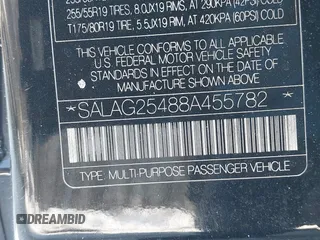 255/55R19 TIRES, 8.0JX19 RIMS, AT 290KPA (42PSI) COLD
T175/80R19 TIRE, 5.5JX19 RIM, AT 420KPA (60PSI) COLD
THIS VEHICLE CONFORMS TO ALL APPLICABLE
U.S. FEDERAL MOTOR VEHICLE SAFETY
STANDARDS IN EFFECT ON THE DATE OF
MANUFACTURE SHOWN ABOVE.
*SALAG25488A455782*
TYPE: MULTI-PURPOSE PASSENGER VEHICLE
DREAMBID